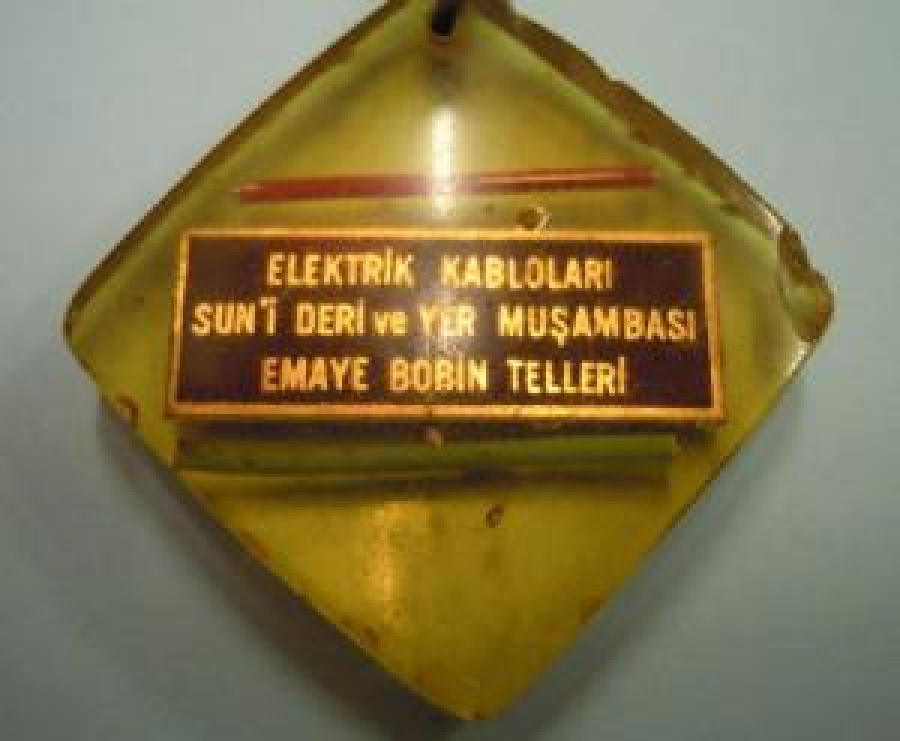 ELEKTRİK KABLOLARI
SUN'İ DERİ ve YER MUŞAMBASI
EMAYE BOBİN TELLERİ